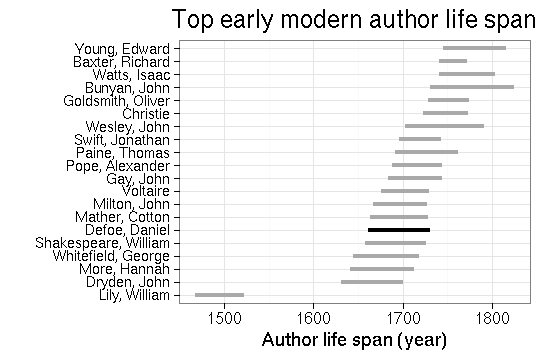 Top early modern author life span
Young, Edward
Baxter, Richard
Watts, Isaac
Bunyan, John
Goldsmith, Oliver
Christie
Wesley, John
Swift, Jonathan
Paine, Thomas
Pope, Alexander
Gay, John
Voltaire
Milton, John
Mather, Cotton
Defoe, Daniel
Shakespeare, William
Whitefield, George
More, Hannah
Dryden, John
Lily, William
1500 1600 1700 1800
Author life span (year)